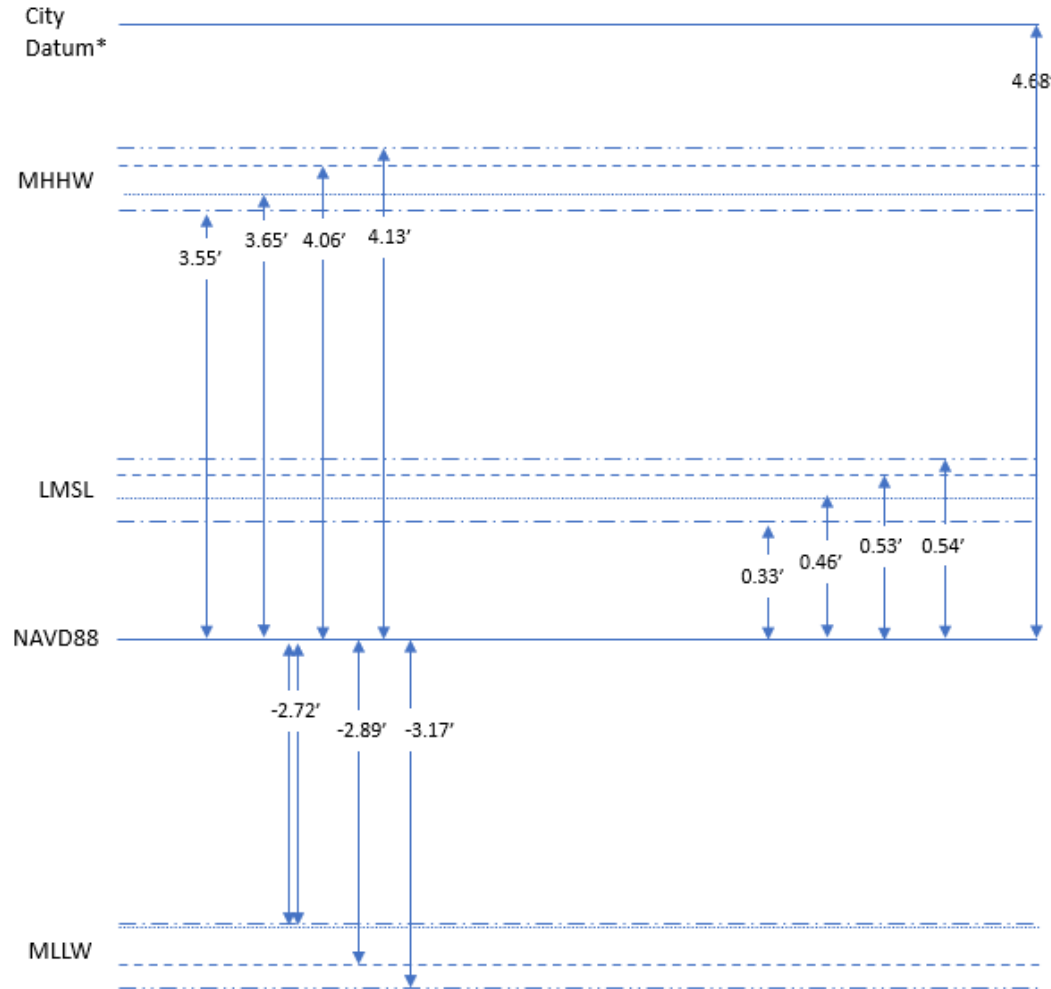 City
Datum*
4.68'
MHHW
3.55'
3.65'
4.06'
4.13'
LMSL
0.33'
0.46'
0.53'
0.54'
NAVD88
-2.72'
-2.89'
-3.17'
MLLW